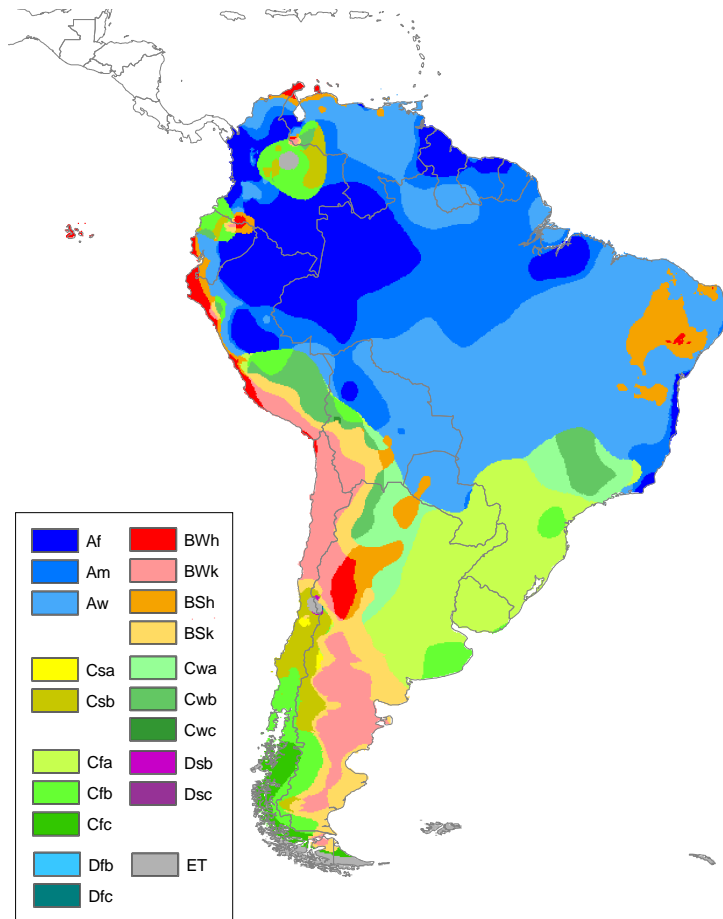 Af
Am
Aw
Csa
Csb
Cfa
Cfb
Cfc
Dfb
Dfc
BWh
BWk
BSh
BSk
Cwa
Cwb
Cwc
Dsb
Dsc
ET